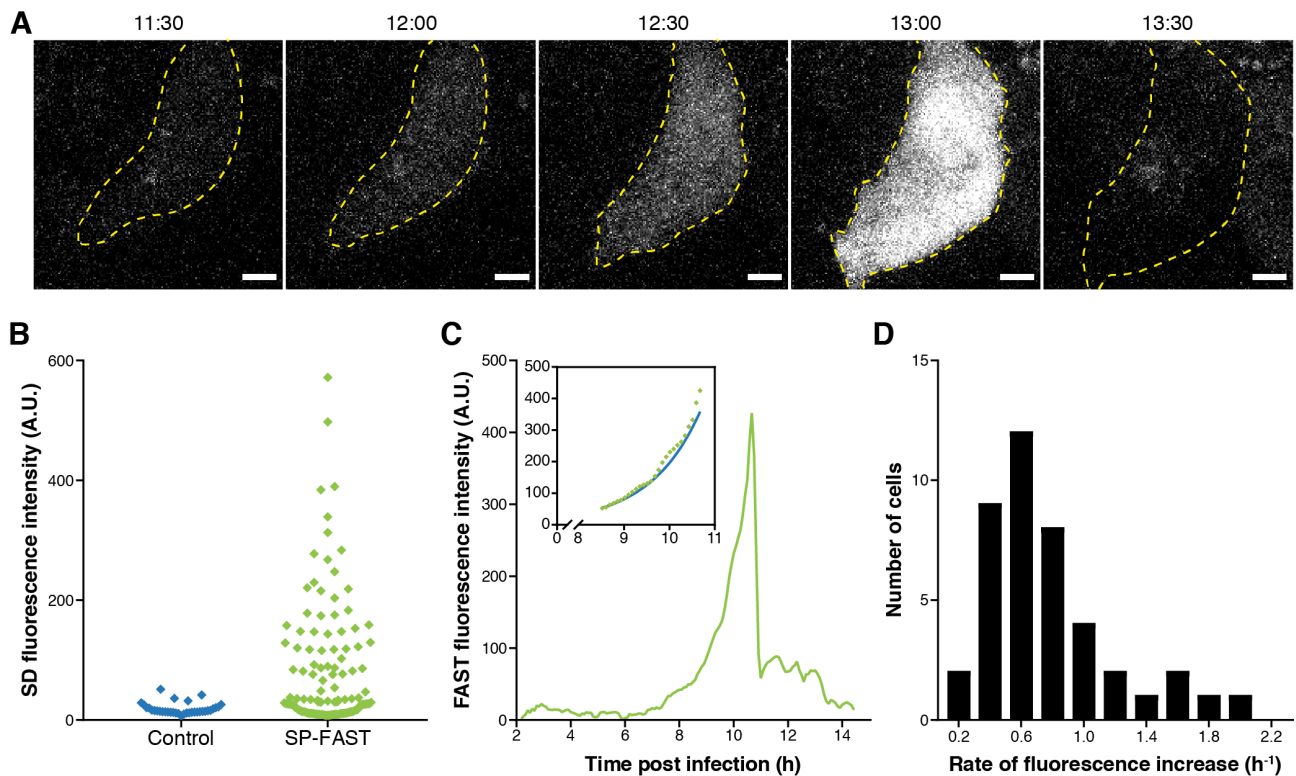 A
11:30 12:00 12:30 13:00 13:30
B
SD fluorescence intensity (A.U.)
600
400
200
0
Control SP-FAST
C
FAST fluorescence intensity (A.U.)
500
400
300
200
100
0
2 4 6 8 10 12 14
Time post infection (h)
500
400
300
200
100
0
0 8 9 10 11
D
Number of cells
15
10
5
0
0.2 0.6 1.0 1.4 1.8 2.2
Rate of fluorescence increase (h-1)